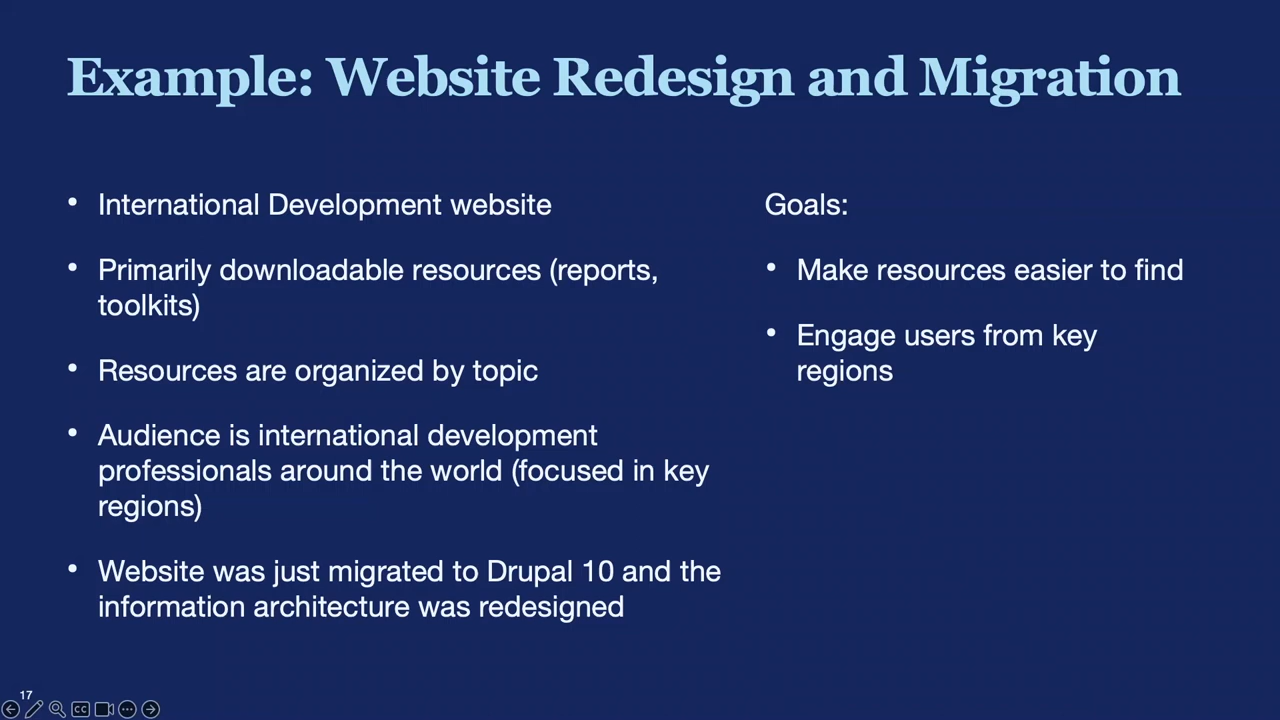 Example: Website Redesign and Migration
• International Development website
• Primarily downloadable resources (reports,
toolkits)
• Resources are organized by topic
• Audience is international development
professionals around the world (focused in key
regions)
• Website was just migrated to Drupal 10 and the
information architecture was redesigned
Goals:
• Make resources easier to find
• Engage users from key
regions
17
CC